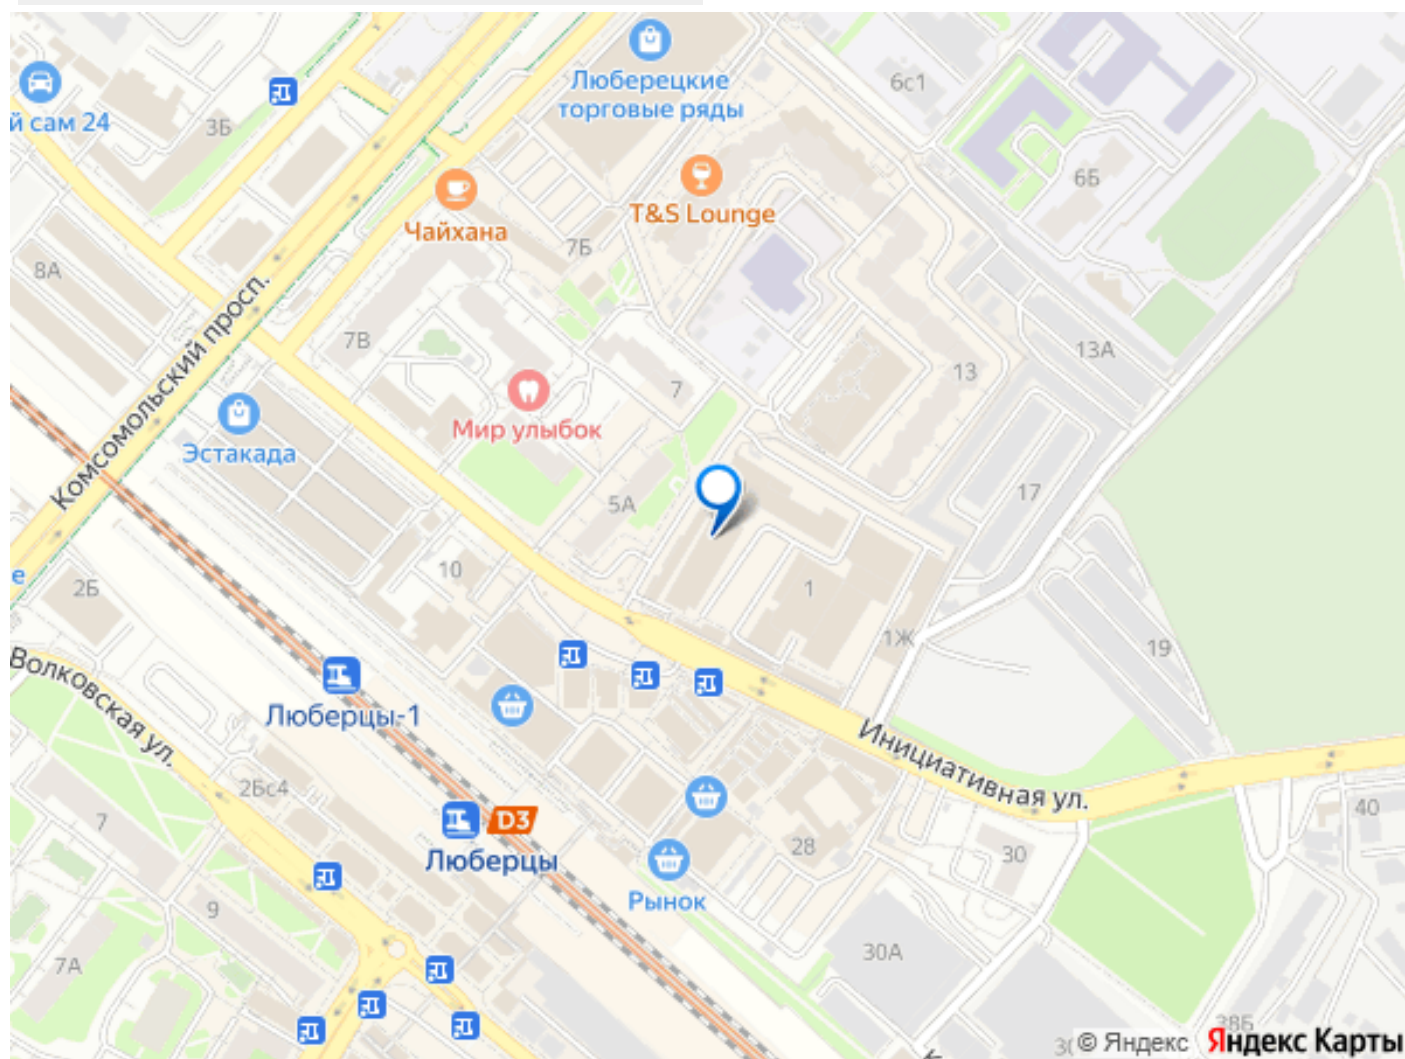 Люберецкие
торговые ряды
6с1
й сам 24
3Б
6Б
T&S Lounge
Чайхана
7Б
8А
Комсомольский просп.
7В
13А
13
7
Мир улыбок
Эстакада
17
5А
10
1
2Б
е
1Ж
19
Волковская ул.
Люберцы-1
Инициативная ул.
2Бс4
40
7
D3
Люберцы
28
30
Рынок
9
30А
7А
38Б
© Яндекс
Яндекс Карты